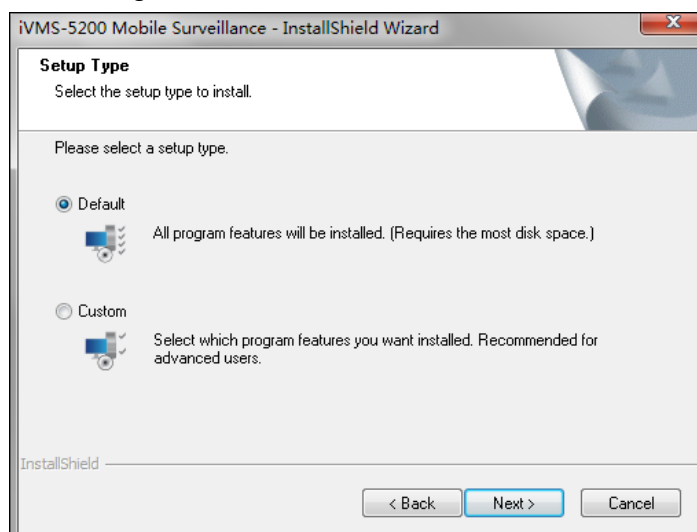 iVMS-5200 Mobile Surveillance - InstallShield Wizard
Setup Type
Select the setup type to install.
Please select a setup type.
Default
All program features will be installed. (Requires the most disk space.)
Custom
Select which program features you want installed. Recommended for
advanced users.
InstallShield
< Back Next > Cancel